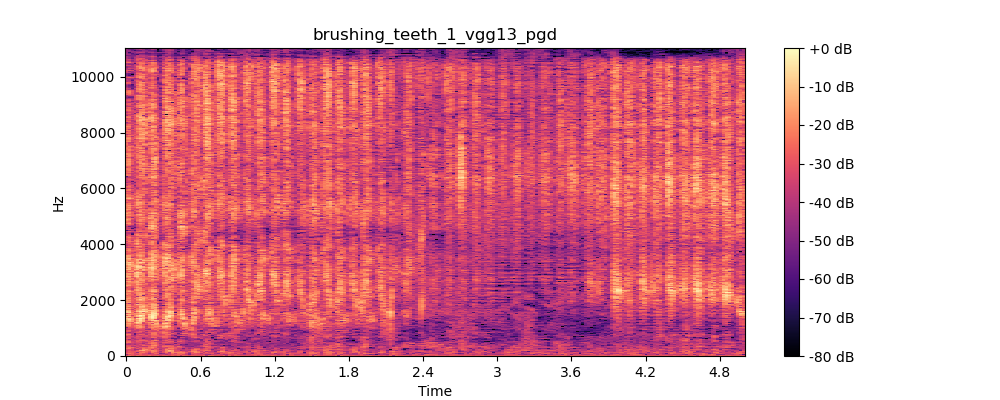 brushing_teeth_1_vgg13_pgd
Hz
10000
8000
6000
4000
2000
0
0 0.6 1.2 1.8 2.4 3 3.6 4.2 4.8
Time
+0 dB
-10 dB
-20 dB
-30 dB
-40 dB
-50 dB
-60 dB
-70 dB
-80 dB